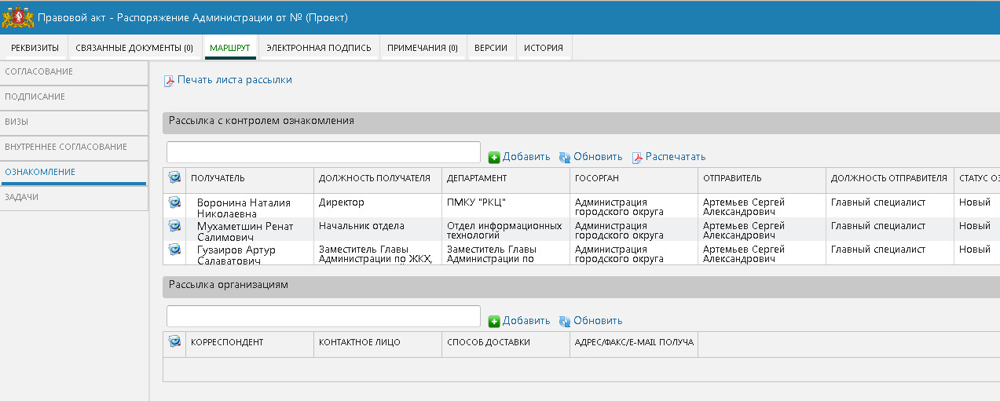 Правовой акт - Распоряжение Администрации от № (Проект)
РЕКВИЗИТЫ СВЯЗАННЫЕ ДОКУМЕНТЫ (0) МАРШРУТ ЭЛЕКТРОННАЯ ПОДПИСЬ ПРИМЕЧАНИЯ (0) ВЕРСИИ ИСТОРИЯ
СОГЛАСОВАНИЕ
ПОДПИСАНИЕ
ВИЗЫ
ВНУТРЕННЕЕ СОГЛАСОВАНИЕ
ОЗНАКОМЛЕНИЕ
ЗАДАЧИ
Печать листа рассылки
Рассылка с контролем ознакомления
Добавить Обновить Распечатать
ПОЛУЧАТЕЛЬ ДОЛЖНОСТЬ ПОЛУЧАТЕЛЯ ДЕПАРТАМЕНТ ГОСОРГАН ОТПРАВИТЕЛЬ ДОЛЖНОСТЬ ОТПРАВИТЕЛЯ СТАТУС ОЗ
Воронина Наталия Директор ПМКУ "РКЦ" Администрация Артемьев Сергей Главный специалист Новый
Николаевна городского округа Александрович
Мухаметшин Ренат Начальник отдела Отдел информационных Администрация Артемьев Сергей Главный специалист Новый
Салимович технологий городского округа Александрович
Гузаиров Артур Заместитель Главы Заместитель Главы Администрация Артемьев Сергей Главный специалист Новый
Салаватович Администрации по ЖКХ, Администрации по городского округа Александрович
Рассылка организациям
Добавить Обновить
КОРРЕСПОНДЕНТ КОНТАКТНОЕ ЛИЦО СПОСОБ ДОСТАВКИ АДРЕС/ФАКС/E-MAIL ПОЛУЧА